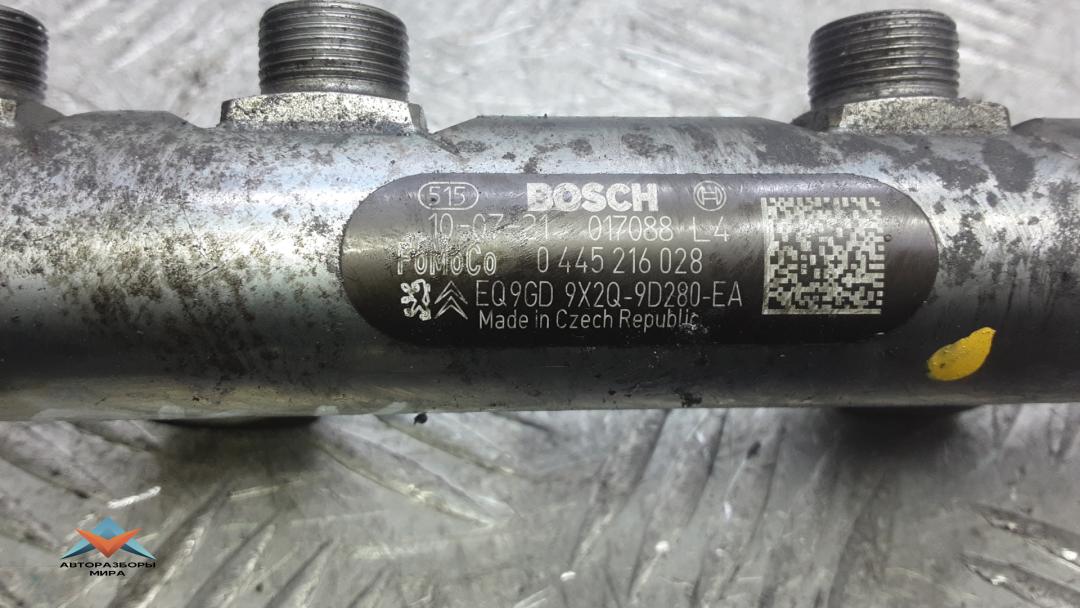 515 BOSCH
10-07-21 017088 L4
FoMoCo 0 445 216 028
EQ9GD 9X2Q-9D280-EA
Made in Czech Republic
АВТОРАЗБОРЫ
МИРА